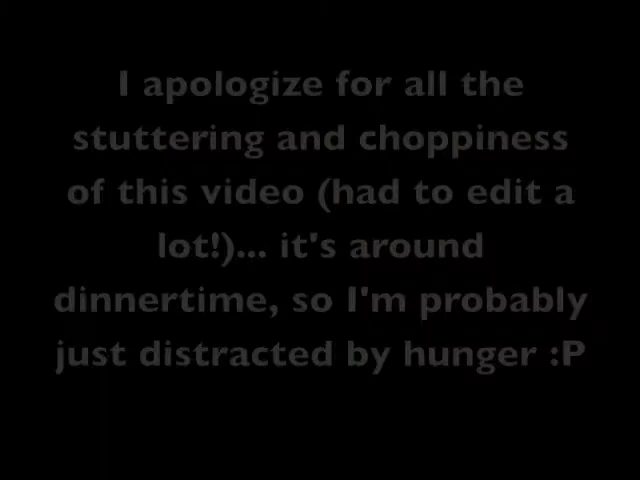 I apologize for all the
stuttering and choppiness
of this video (had to edit a
lot!)... it's around
dinnertime, so I'm probably
just distracted by hunger :P